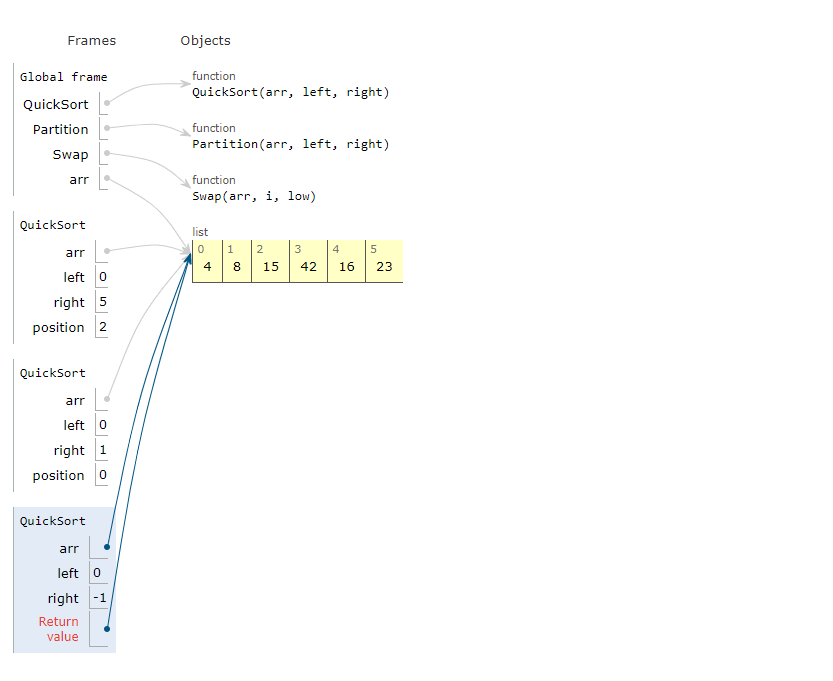 Frames Objects
Global frame
QuickSort
Partition
Swap
arr
function
QuickSort(arr, left, right)
function
Partition(arr, left, right)
function
Swap(arr, i, low)
list
0 1 2 3 4 5
4 8 15 42 16 23
QuickSort
arr
left 0
right 5
position 2
QuickSort
arr
left 0
right 1
position 0
QuickSort
arr
left 0
right -1
Return
value